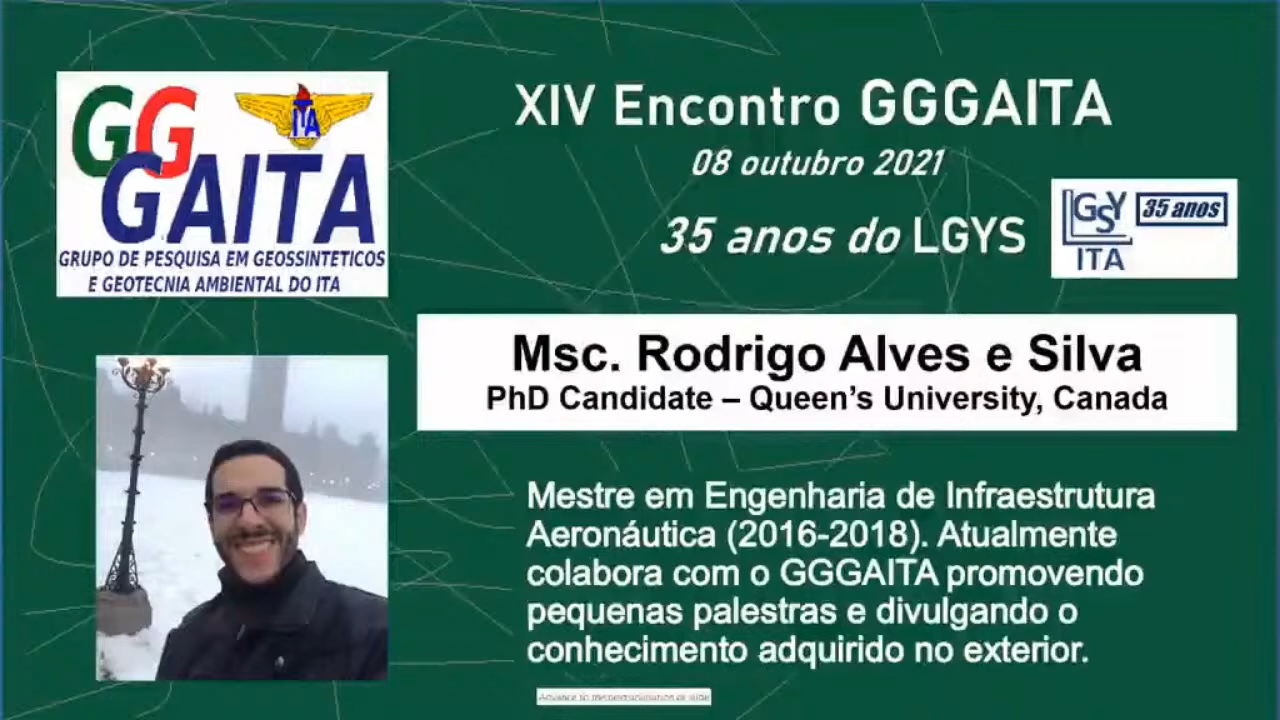 GG
GAITA
ITA
GRUPO DE PESQUISA EM GEOSSINTETICOS
E GEOTECNIA AMBIENTAL DO ITA
XIV Encontro GGGAITA
08 outubro 2021
35 anos do LGYS
LGSY
35 anos
ITA
Msc. Rodrigo Alves e Silva
PhD Candidate – Queen's University, Canada
Mestre em Engenharia de Infraestrutura
Aeronáutica (2016-2018). Atualmente
colabora com o GGGAITA promovendo
pequenas palestras e divulgando o
conhecimento adquirido no exterior.